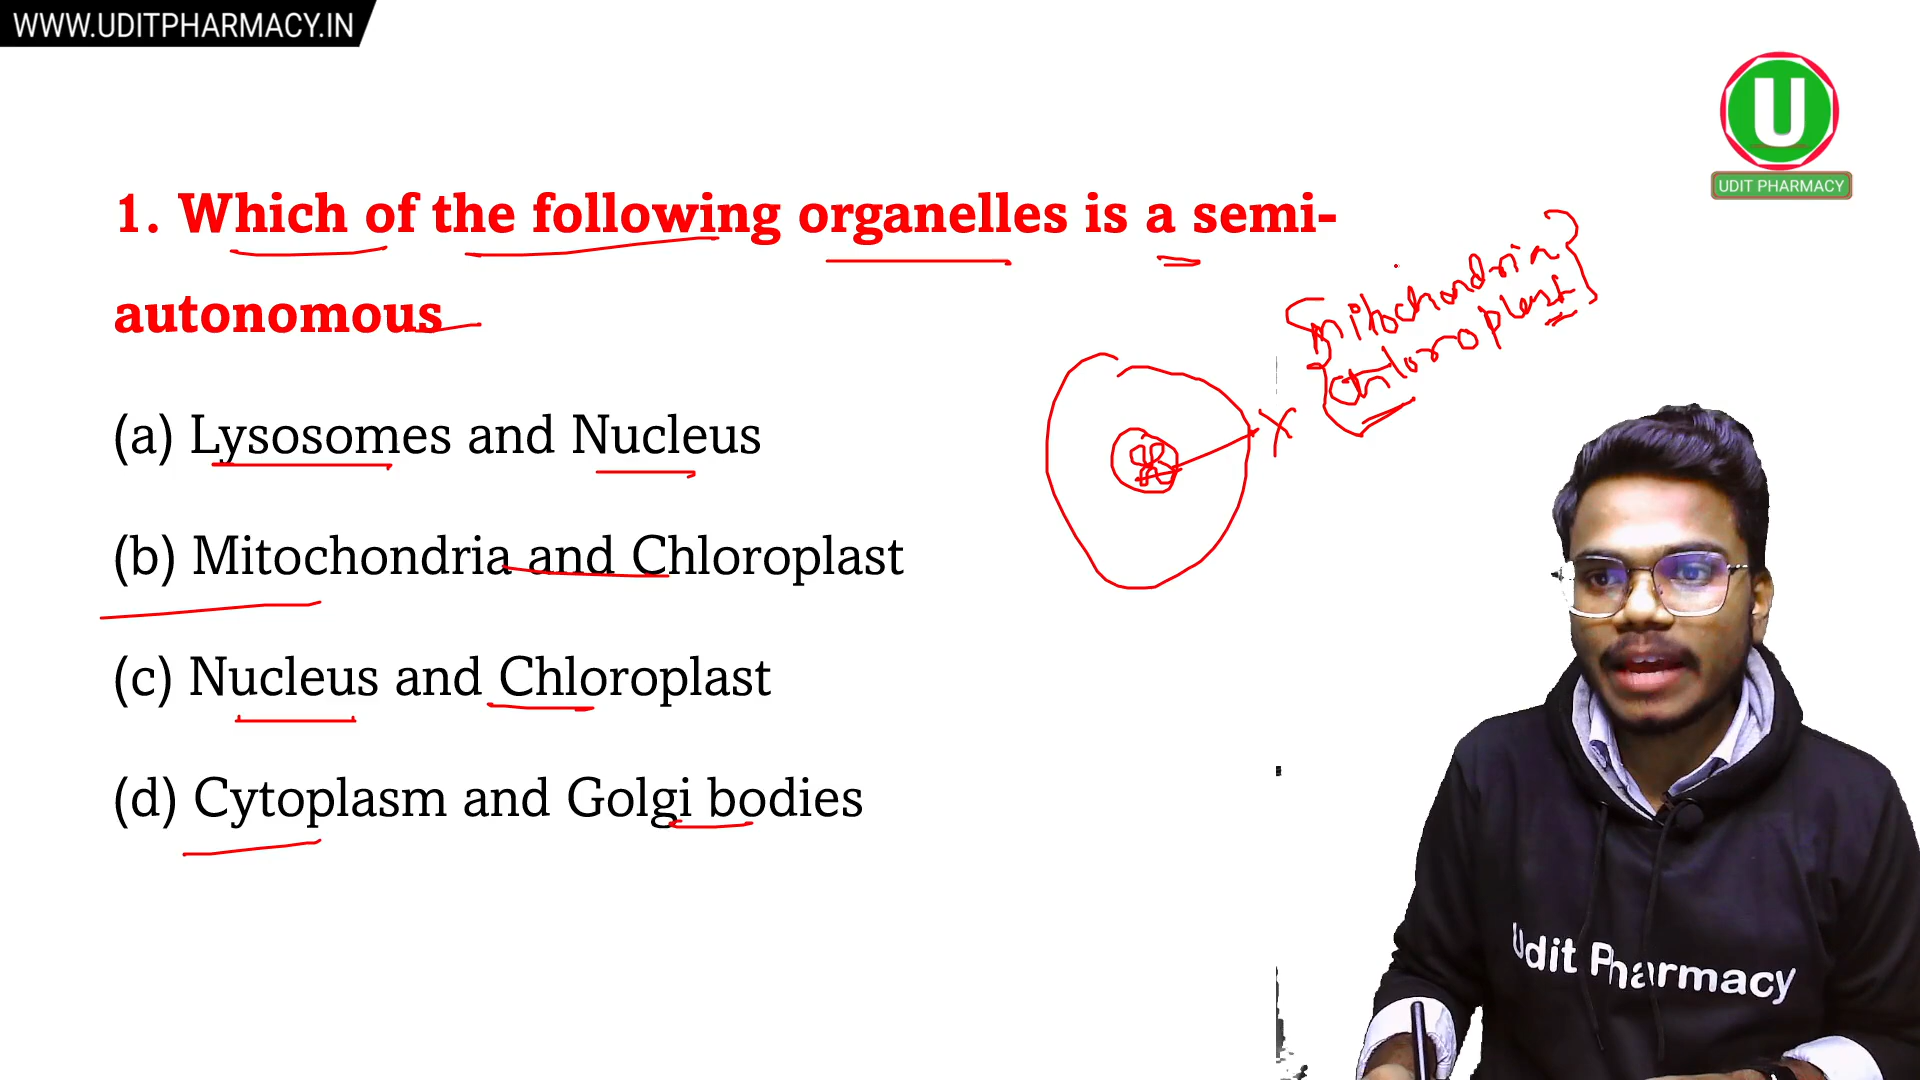 WWW.UDITPHARMACY.IN
U
UDIT PHARMACY
1. Which of the following organelles is a semi-
autonomous
mitochondria
chloroplast
X
(a) Lysosomes and Nucleus
(b) Mitochondria and Chloroplast
(c) Nucleus and Chloroplast
(d) Cytoplasm and Golgi bodies
Udit Pharmacy